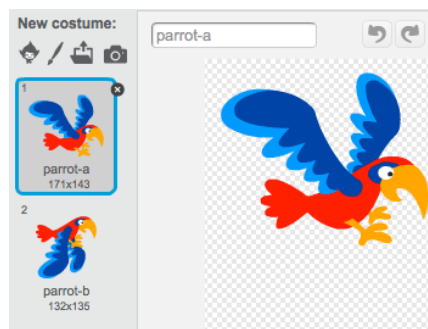 New costume:
parrot-a
1
parrot-a
171x143
2
parrot-b
132x135